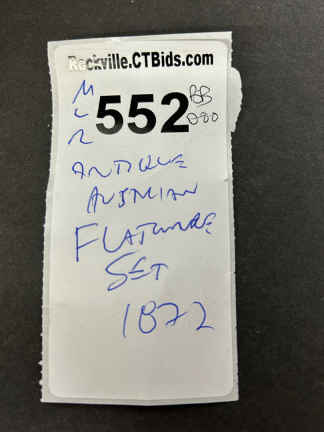 Rockville.CTBids.com
552
ANTIQUE
AUSTRIAN
FLATWARE
SET
1872